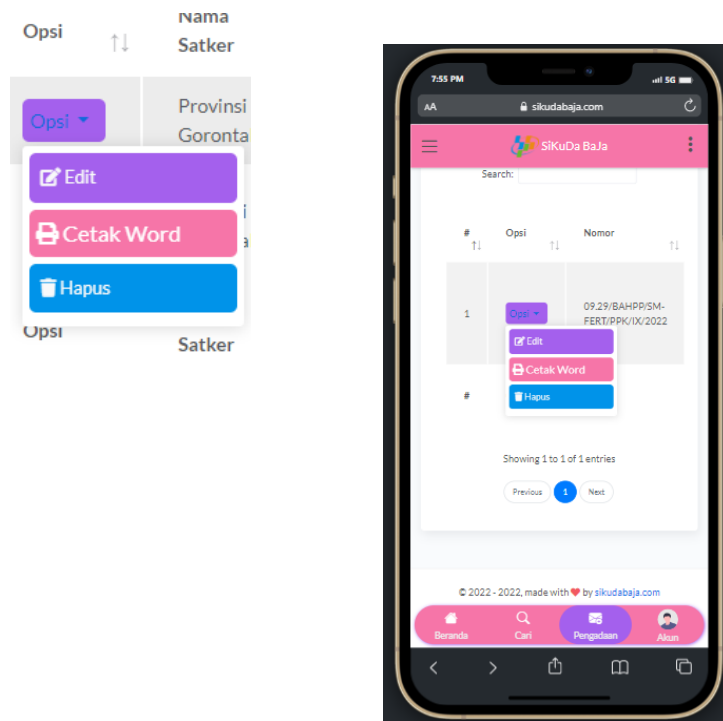 Opsi
Nama
Satker
Opsi
Provinsi
Goronta
Edit
Cetak Word
Hapus
Opsi
Satker
7:55 PM
5G
AA
sikudabaja.com
SiKuDa BaJa
Search:
#
Opsi
Nomor
1
Opsi
09.29/BAHPP/SM-
FERT/PPK/IX/2022
Edit
Cetak Word
Hapus
#
Showing 1 to 1 of 1 entries
Previous
1
Next
© 2022 - 2022, made with ❤ by sikudabaja.com
Beranda
Cari
Pengadaan
Akun